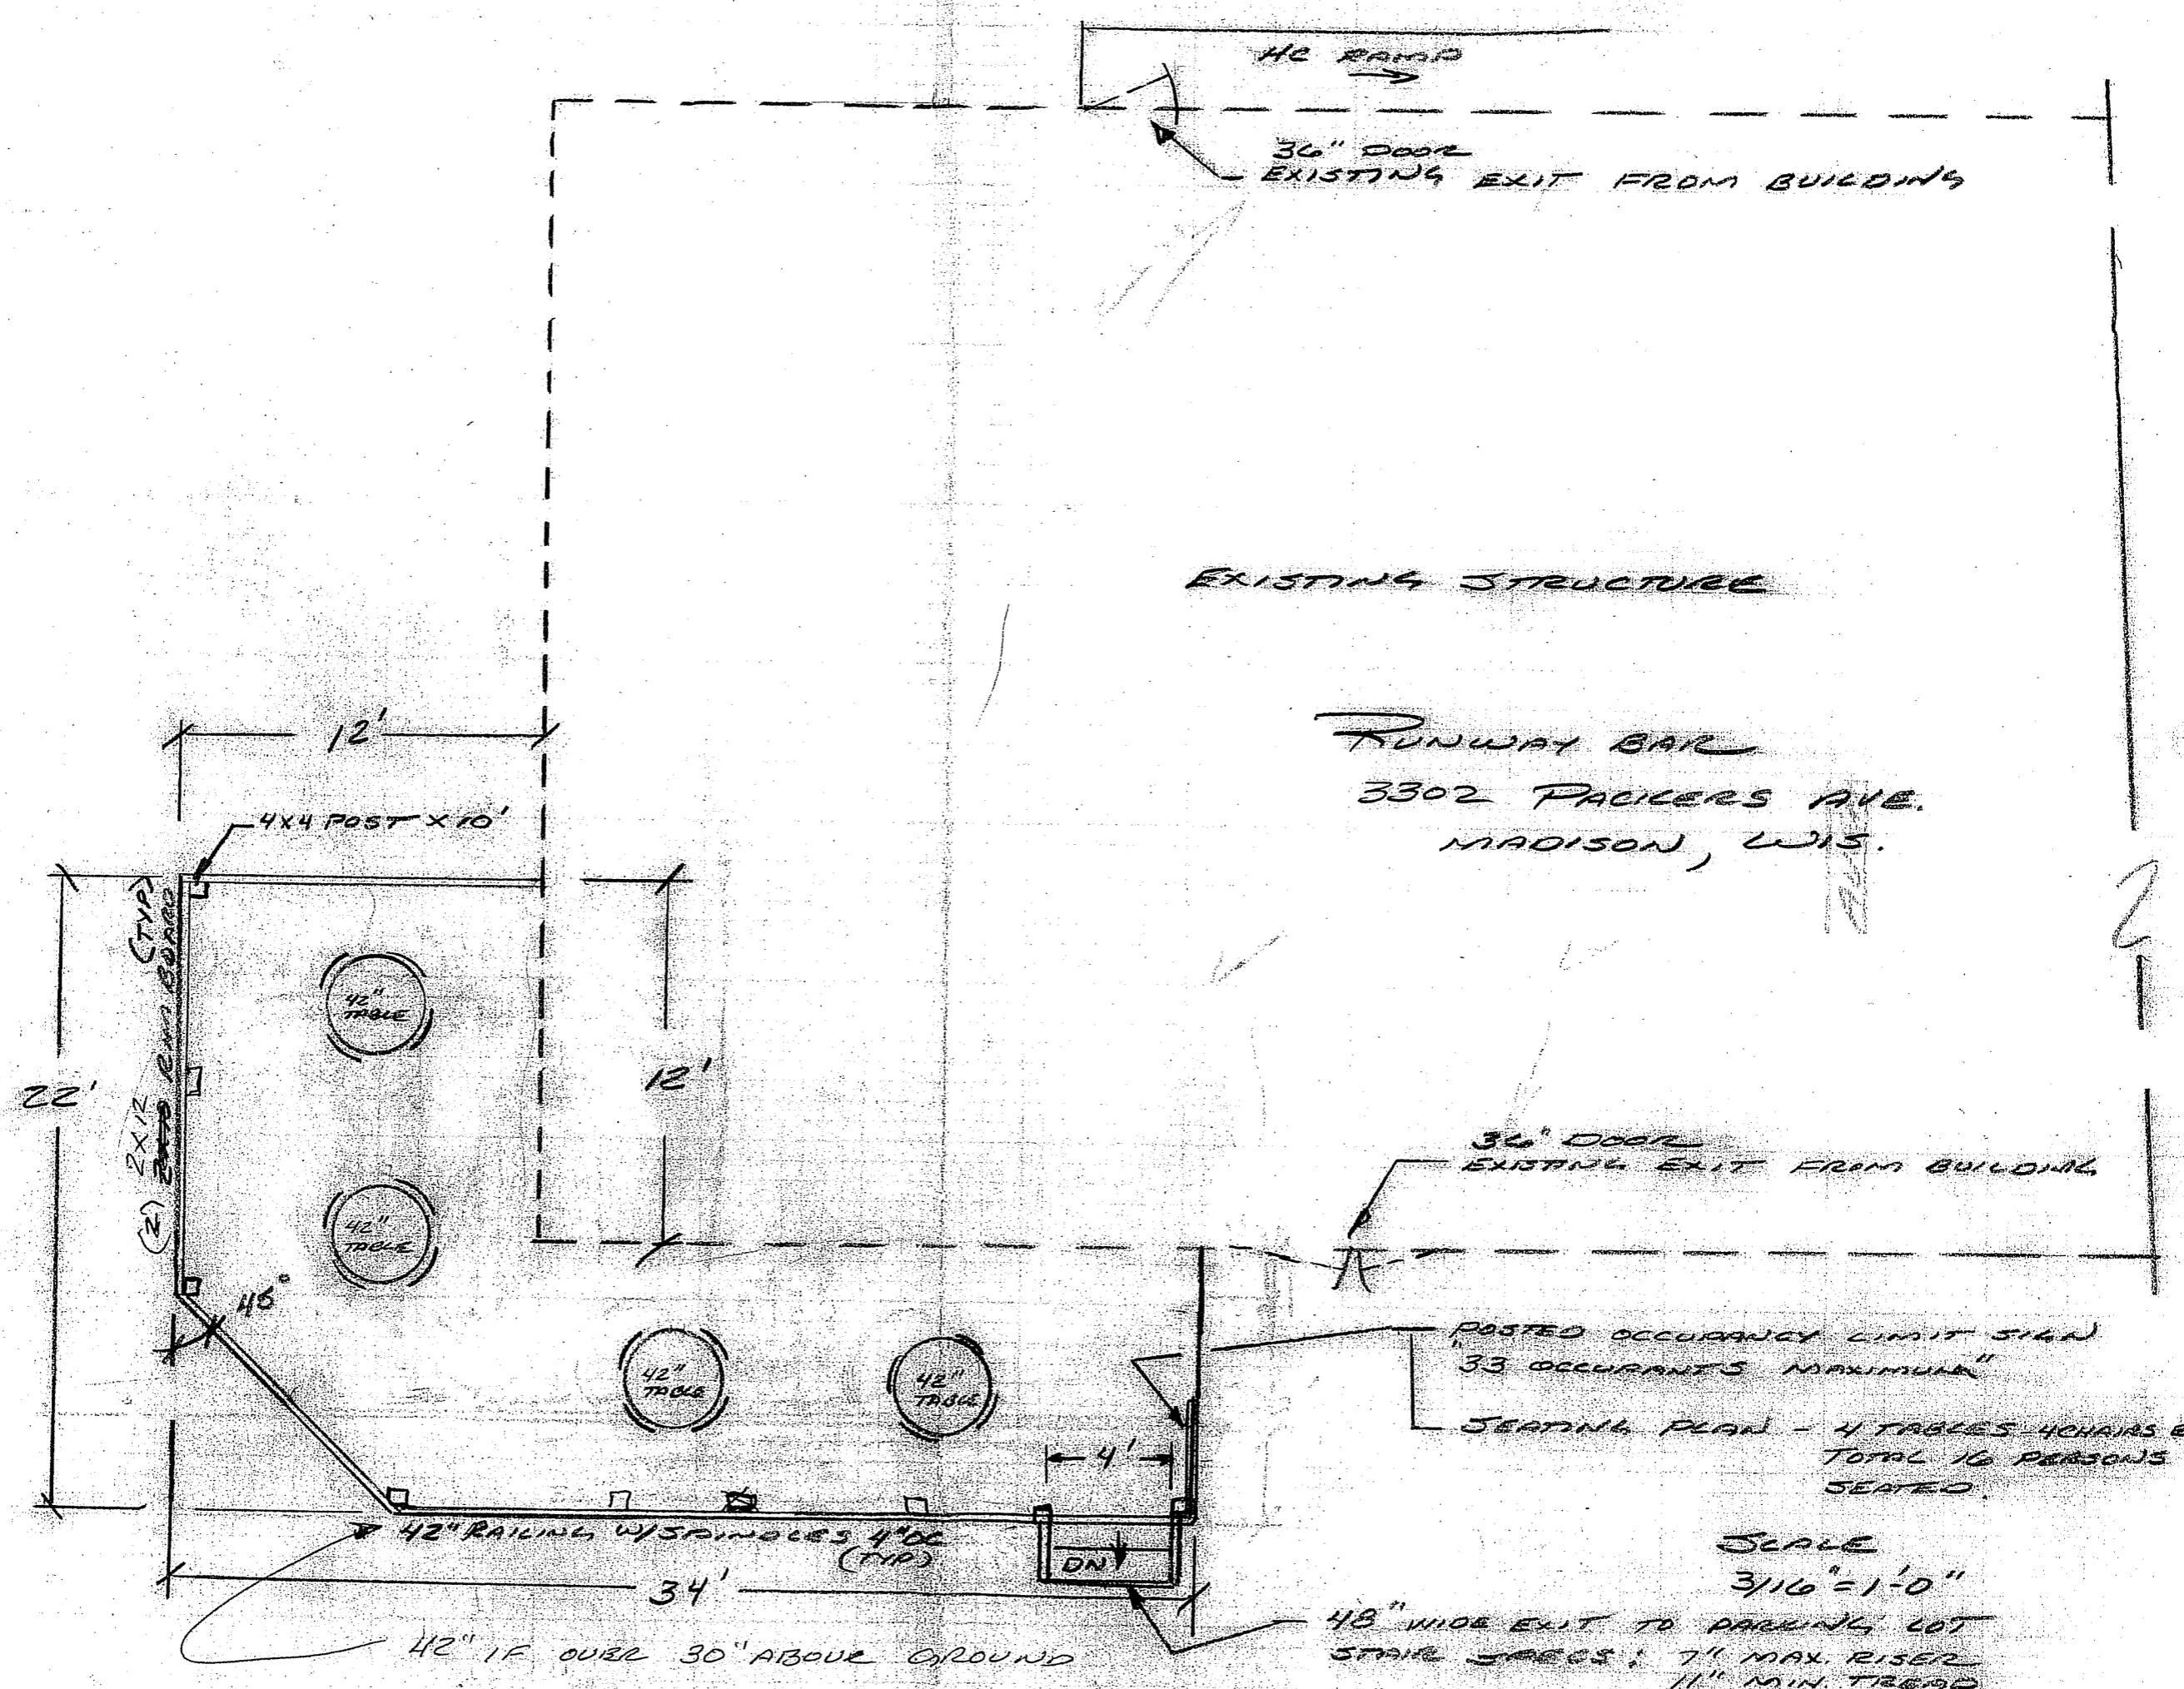 HC RAMP
36" DOOR
EXISTING EXIT FROM BUILDING
EXISTING STRUCTURE
RUNWAY BAR
3302 PACKERS AVE.
MADISON, WIS.
12'
4X4 POST X 10'
(TYP)
(2) 2X12 RIM BOARD
22'
12'
42"
TABLE
42"
TABLE
45°
42"
TABLE
42"
TABLE
36" DOOR
EXISTING EXIT FROM BUILDING
POSTED OCCUPANCY LIMIT SIGN
"33 OCCUPANTS MAXIMUM"
SEATING PLAN - 4 TABLES - 4 CHAIRS E
TOTAL 16 PERSONS
SEATED.
4'
DN
42" RAILING W/SPINDLES 4" OC
(TYP)
34'
SCALE
3/16" = 1'-0"
42" IF OVER 30" ABOVE GROUND
48" WIDE EXIT TO PARKING LOT
STAIR SPECS: 7" MAX. RISER
11" MIN. TREAD
2